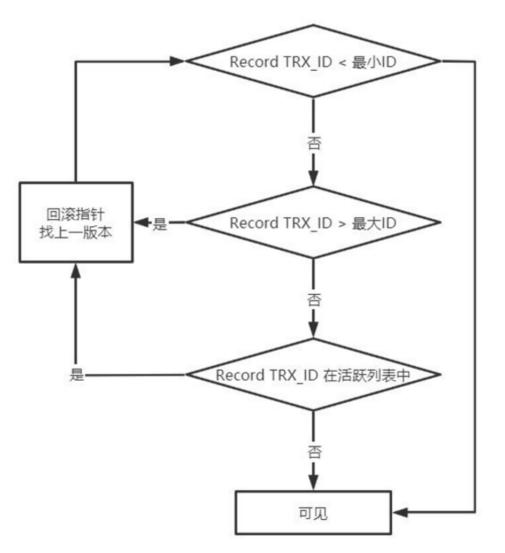 Record TRX_ID < 最小ID
否
回滚指针
找上一版本
是
Record TRX_ID > 最大ID
否
是
Record TRX_ID 在活跃列表中
否
可见